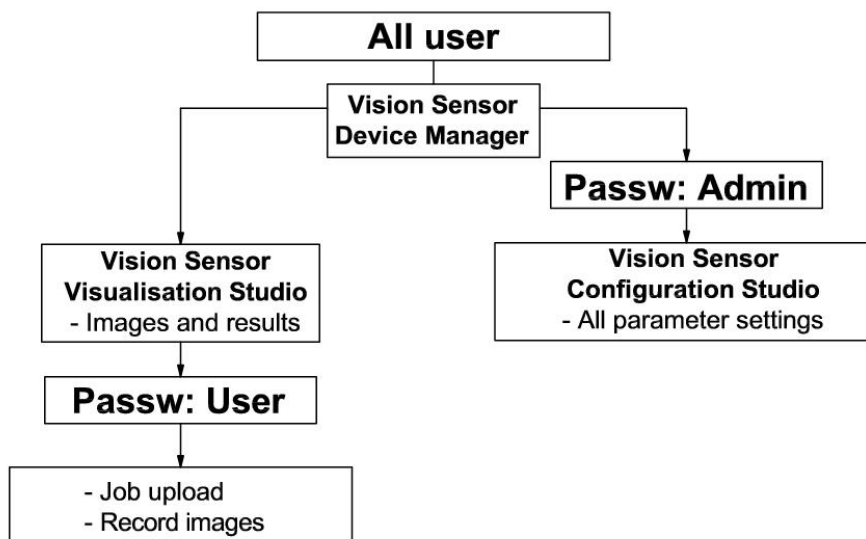 All user
Vision Sensor
Device Manager
Passw: Admin
Vision Sensor
Visualisation Studio
- Images and results
Vision Sensor
Configuration Studio
- All parameter settings
Passw: User
- Job upload
- Record images